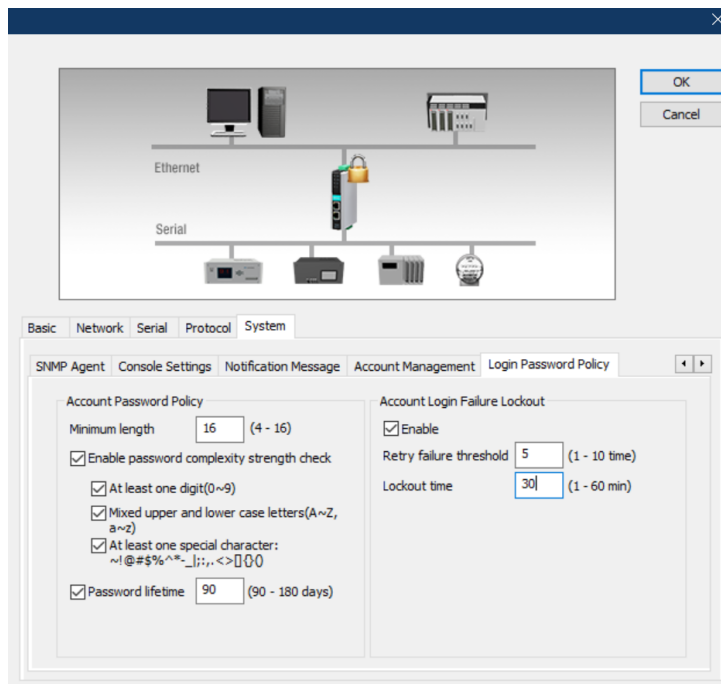 OK
Cancel
Ethernet
Serial
Basic Network Serial Protocol System
SNMP Agent Console Settings Notification Message Account Management Login Password Policy
Account Password Policy
Minimum length 16 (4 - 16)
Enable password complexity strength check
At least one digit(0~9)
Mixed upper and lower case letters(A~Z,
a~z)
At least one special character:
~!@#$%^*-_|;:,.<>[]{}()
Password lifetime 90 (90 - 180 days)
Account Login Failure Lockout
Enable
Retry failure threshold 5 (1 - 10 time)
Lockout time 30 (1 - 60 min)